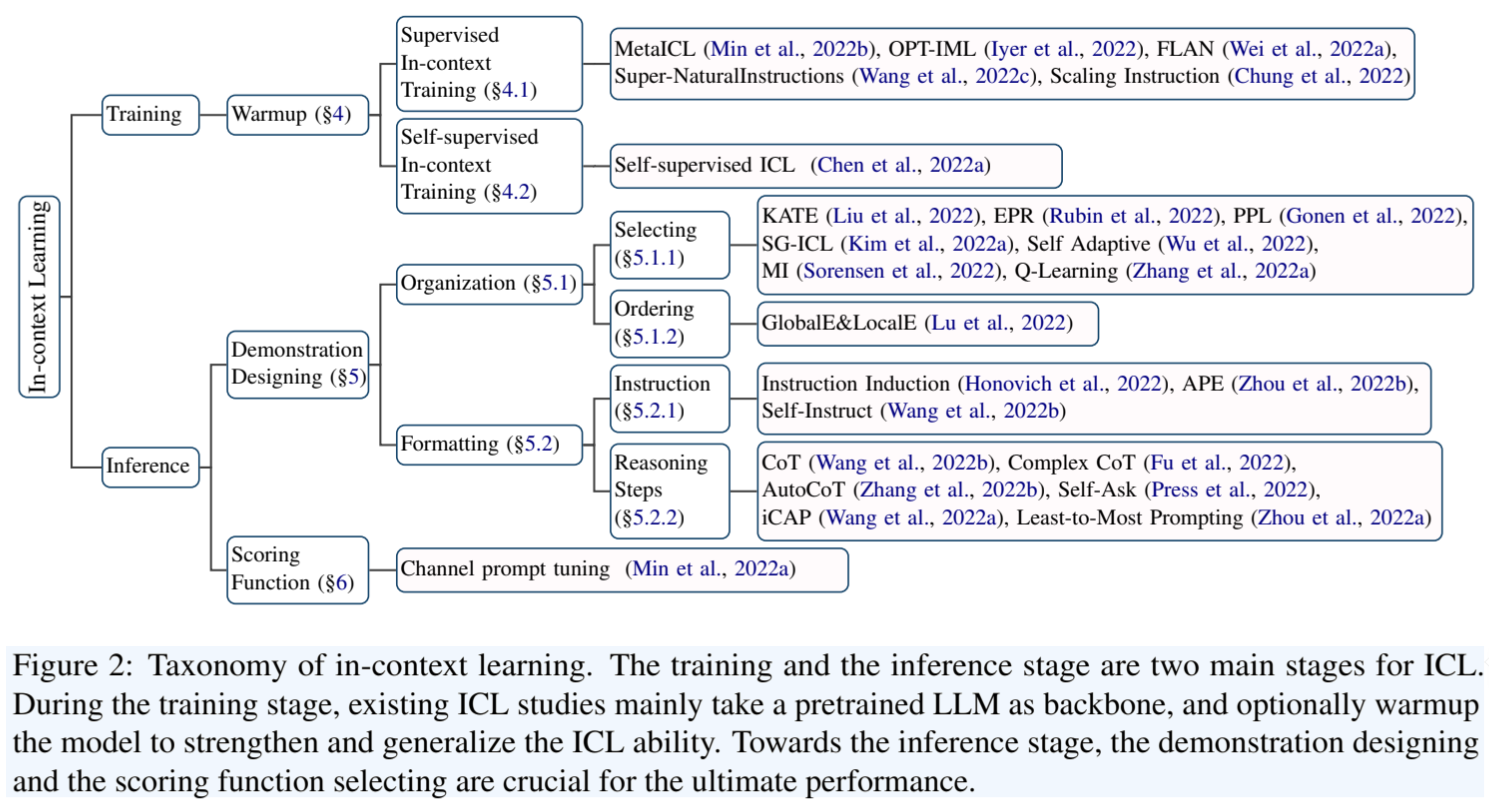 In-context Learning
Training
Warmup (§4)
Supervised
In-context
Training (§4.1)
MetaICL (Min et al., 2022b), OPT-IML (Iyer et al., 2022), FLAN (Wei et al., 2022a),
Super-NaturalInstructions (Wang et al., 2022c), Scaling Instruction (Chung et al., 2022)
Self-supervised
In-context
Training (§4.2)
Self-supervised ICL (Chen et al., 2022a)
Inference
Demonstration
Designing (§5)
Organization (§5.1)
Selecting
(§5.1.1)
KATE (Liu et al., 2022), EPR (Rubin et al., 2022), PPL (Gonen et al., 2022),
SG-ICL (Kim et al., 2022a), Self Adaptive (Wu et al., 2022),
MI (Sorensen et al., 2022), Q-Learning (Zhang et al., 2022a)
Ordering
(§5.1.2)
GlobalE&LocalE (Lu et al., 2022)
Formatting (§5.2)
Instruction
(§5.2.1)
Instruction Induction (Honovich et al., 2022), APE (Zhou et al., 2022b),
Self-Instruct (Wang et al., 2022b)
Reasoning
Steps
(§5.2.2)
CoT (Wang et al., 2022b), Complex CoT (Fu et al., 2022),
AutoCoT (Zhang et al., 2022b), Self-Ask (Press et al., 2022),
iCAP (Wang et al., 2022a), Least-to-Most Prompting (Zhou et al., 2022a)
Scoring
Function (§6)
Channel prompt tuning (Min et al., 2022a)
Figure 2: Taxonomy of in-context learning. The training and the inference stage are two main stages for ICL.
During the training stage, existing ICL studies mainly take a pretrained LLM as backbone, and optionally warmup
the model to strengthen and generalize the ICL ability. Towards the inference stage, the demonstration designing
and the scoring function selecting are crucial for the ultimate performance.